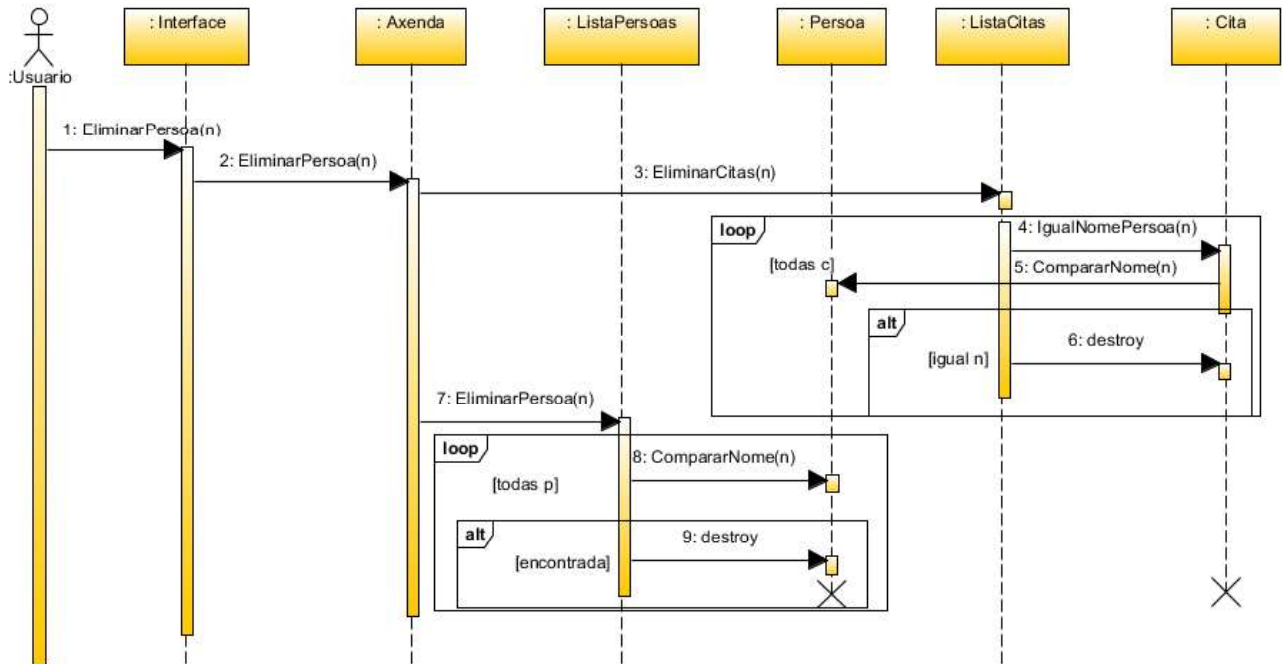 : Interface
: Axenda
: ListaPersoas
: Persoa
: ListaCitas
: Cita
:Usuario
1: EliminarPersoa(n)
2: EliminarPersoa(n)
3: EliminarCitas(n)
loop
4: IgualNomePersoa(n)
[todas c]
5: CompararNome(n)
alt
[igual n]
6: destroy
7: EliminarPersoa(n)
loop
8: CompararNome(n)
[todas p]
alt
9: destroy
[encontrada]